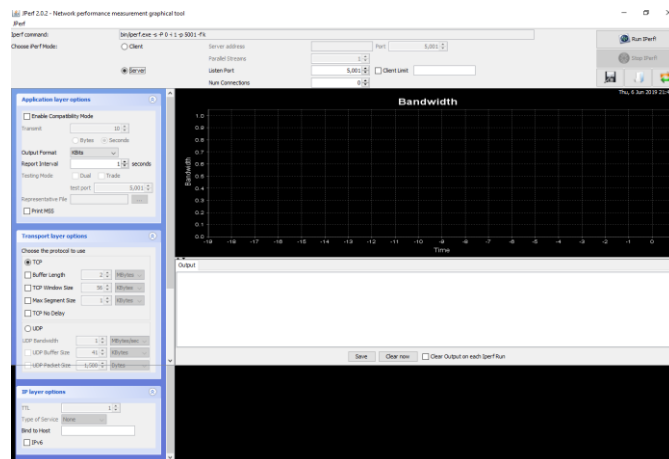 JPerf 2.0.2 - Network performance measurement graphical tool
JPerf
Iperf command:
bin/iperf.exe -s -P 0 -i 1 -p 5001 -f k
Run IPerf!
Choose iPerf Mode:
Client
Server address
Port
5,001
Parallel Streams
1
Stop IPerf!
Server
Listen Port
5,001
Client Limit
Num Connections
0
Application layer options
Enable Compatibility Mode
Transmit
10
Bytes
Seconds
Output Format
KBits
Report Interval
1
seconds
Testing Mode
Dual
Trade
test port
5,001
Representative File
...
Print MSS
Thu, 6 Jun 2019 21:4
Bandwidth
1.0
0.9
0.8
0.7
0.6
0.5
0.4
0.3
0.2
0.1
0.0
Bandwidth
-19 -18 -17 -16 -15 -14 -13 -12 -11 -10 -9 -8 -7 -6 -5 -4 -3 -2 -1 0
Time
Transport layer options
Choose the protocol to use
TCP
Buffer Length
2
MBytes
TCP Window Size
56
KBytes
Max Segment Size
1
KBytes
TCP No Delay
UDP
UDP Bandwidth
1
MBytes/sec
UDP Buffer Size
41
KBytes
UDP Packet Size
1,500
Bytes
Output
Save
Clear now
Clear Output on each Iperf Run
IP layer options
TTL
1
Type of Service
None
Bind to Host
IPv6